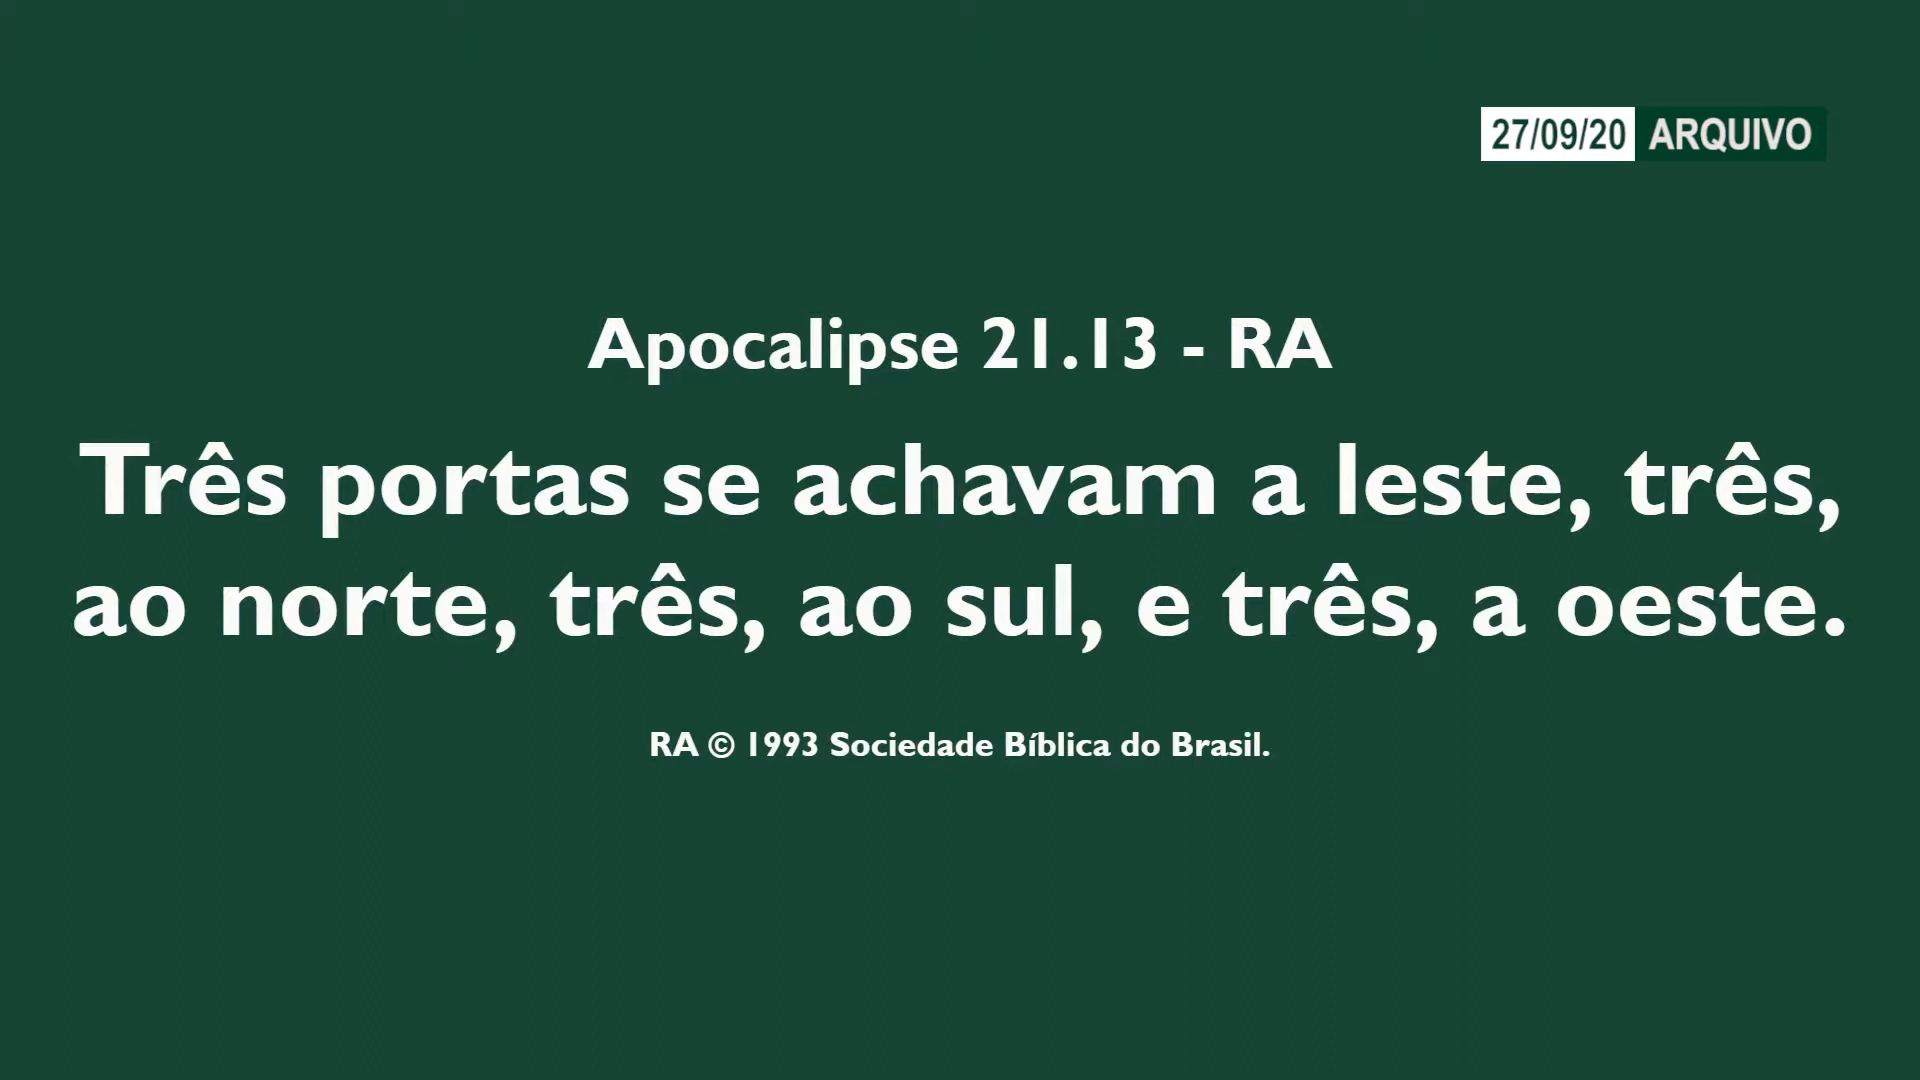 27/09/20 ARQUIVO
Apocalipse 21.13 - RA
Três portas se achavam a leste, três,
ao norte, três, ao sul, e três, a oeste.
RA © 1993 Sociedade Bíblica do Brasil.